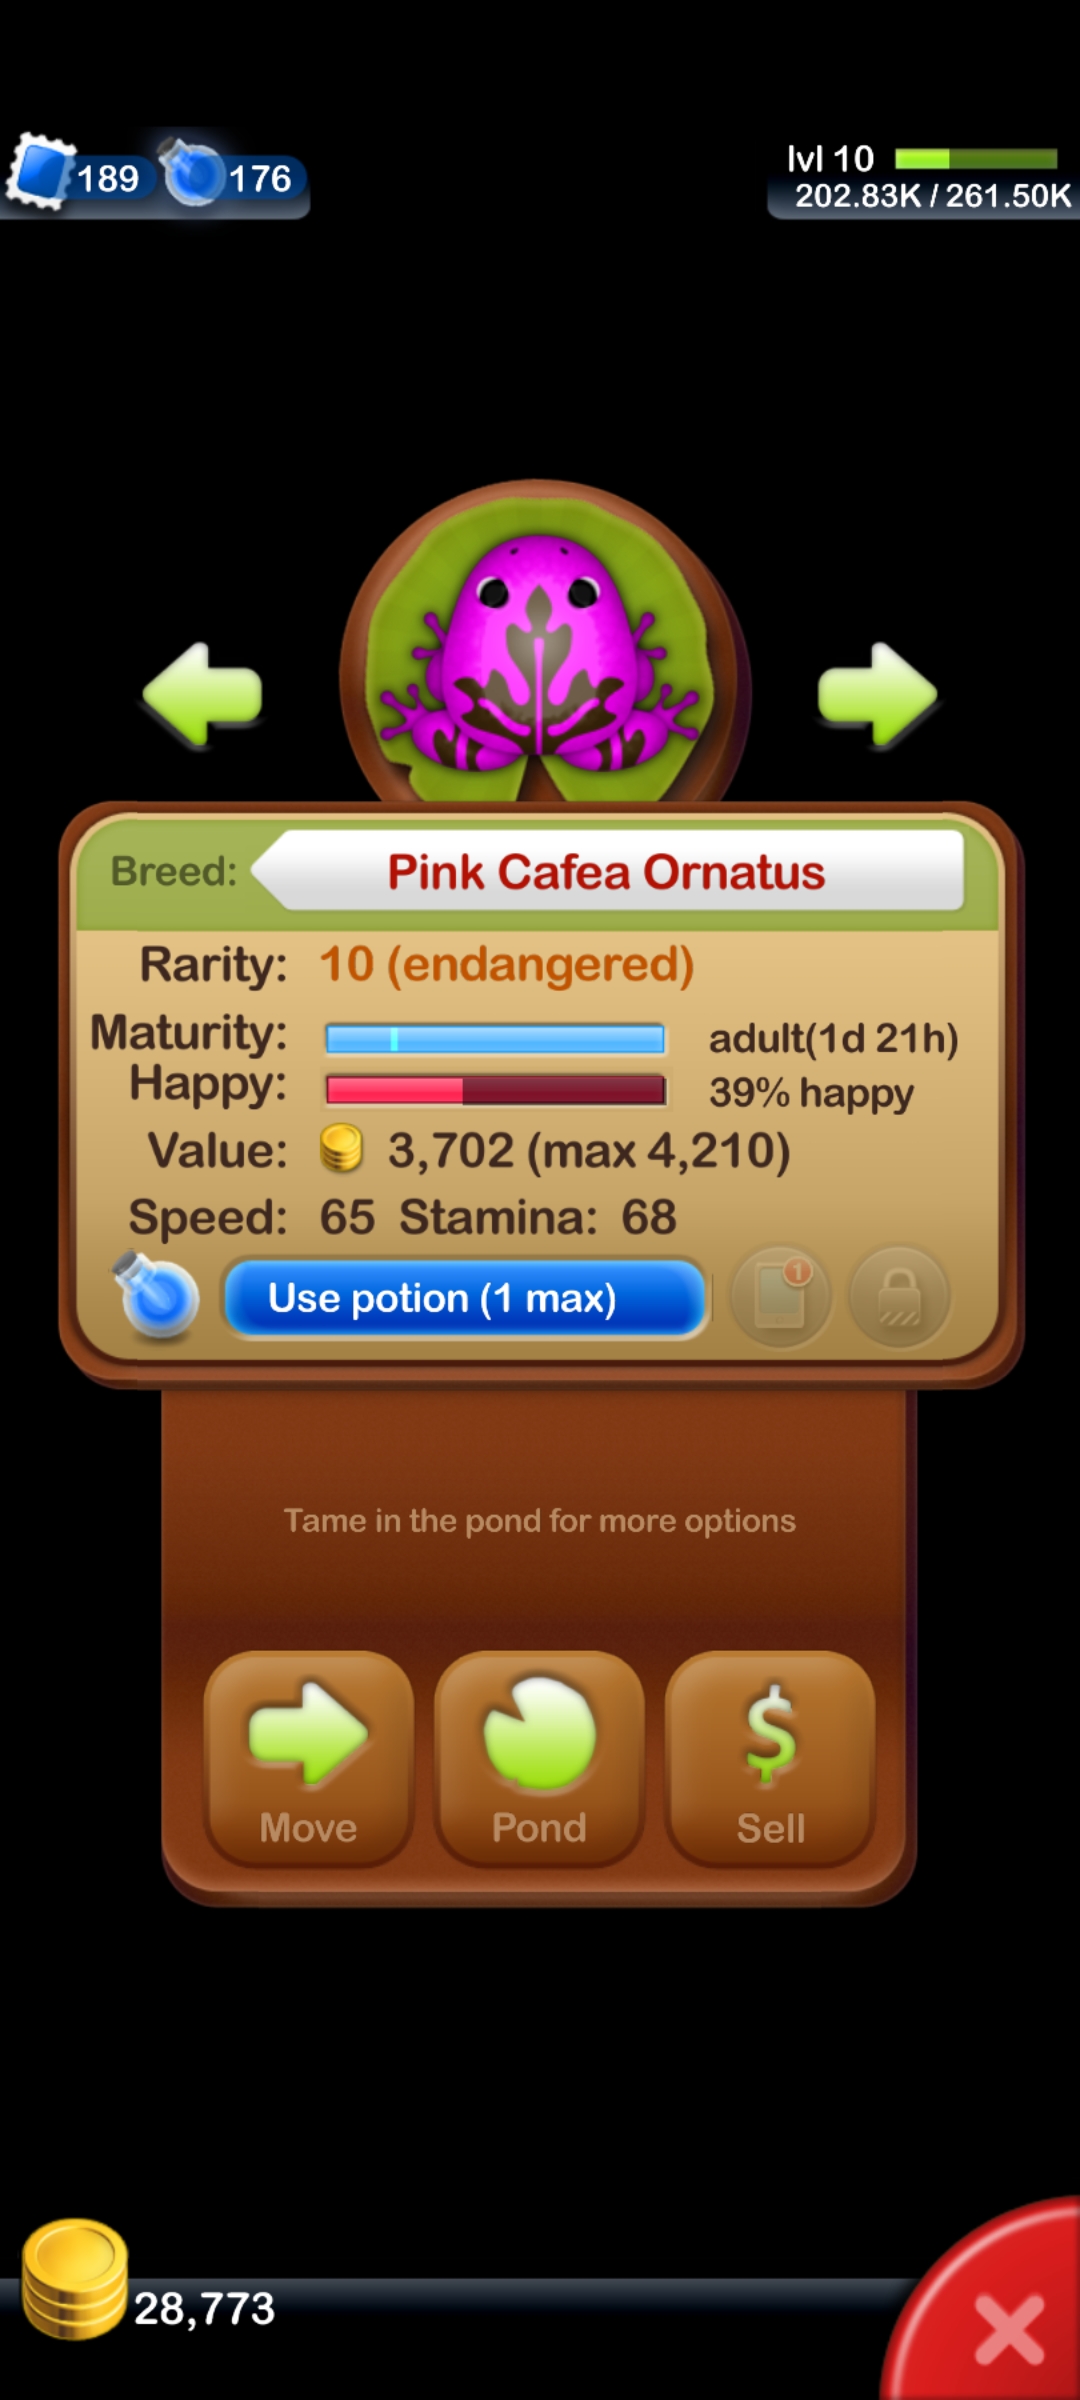 189 176
lvl 10
202.83K / 261.50K
Breed: Pink Cafea Ornatus
Rarity: 10 (endangered)
Maturity: adult(1d 21h)
Happy: 39% happy
Value: 3,702 (max 4,210)
Speed: 65 Stamina: 68
Use potion (1 max)
1
Tame in the pond for more options
Move Pond Sell
28,773